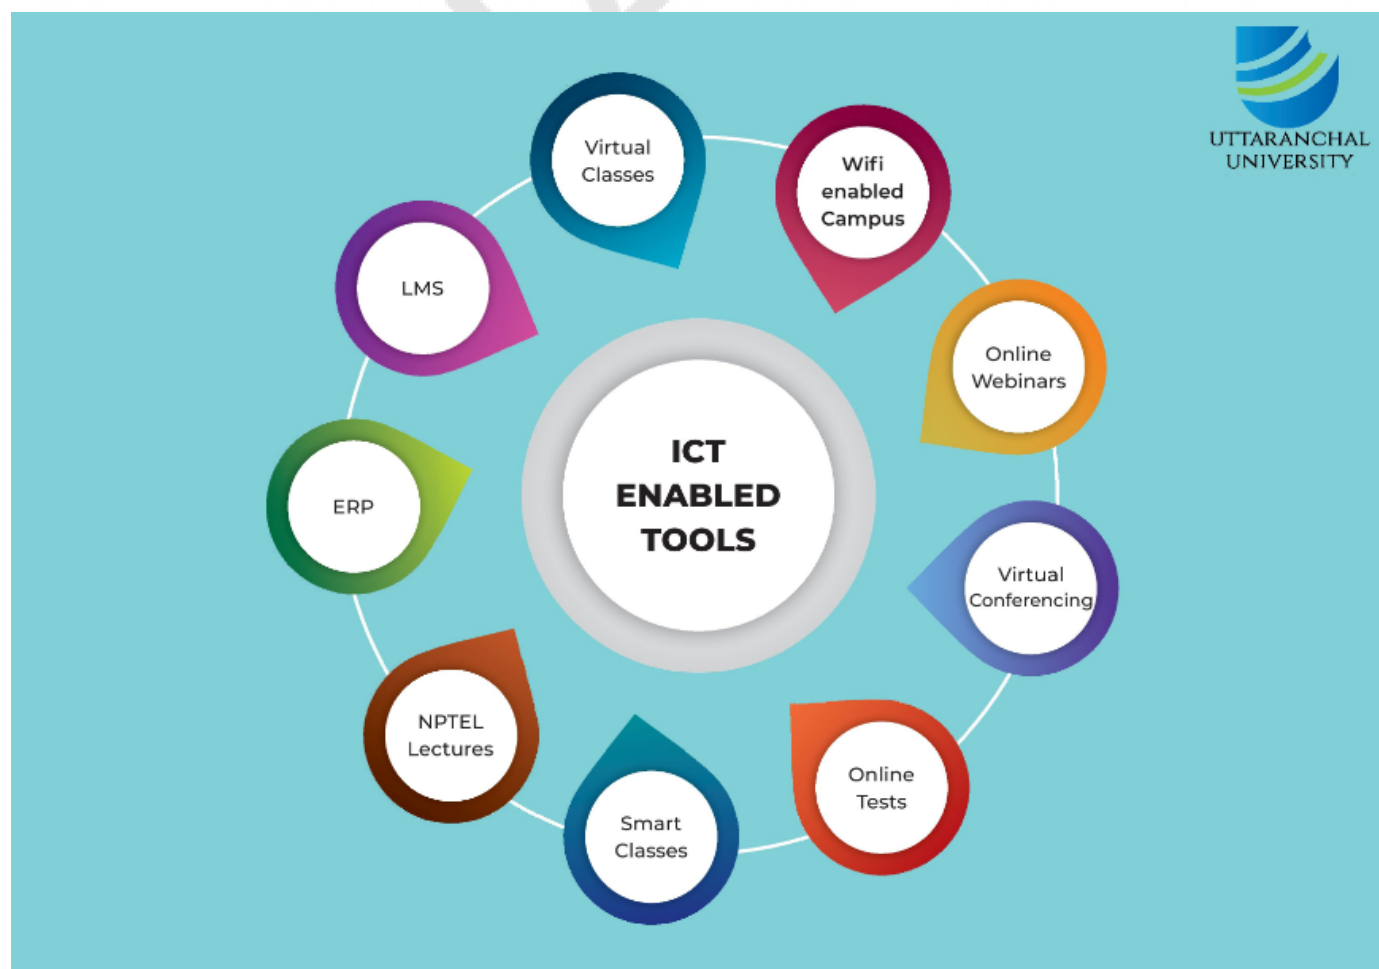 UTTARANCHAL
UNIVERSITY
Virtual
Classes
Wifi
enabled
Campus
LMS
Online
Webinars
ICT
ENABLED
TOOLS
ERP
Virtual
Conferencing
NPTEL
Lectures
Online
Tests
Smart
Classes